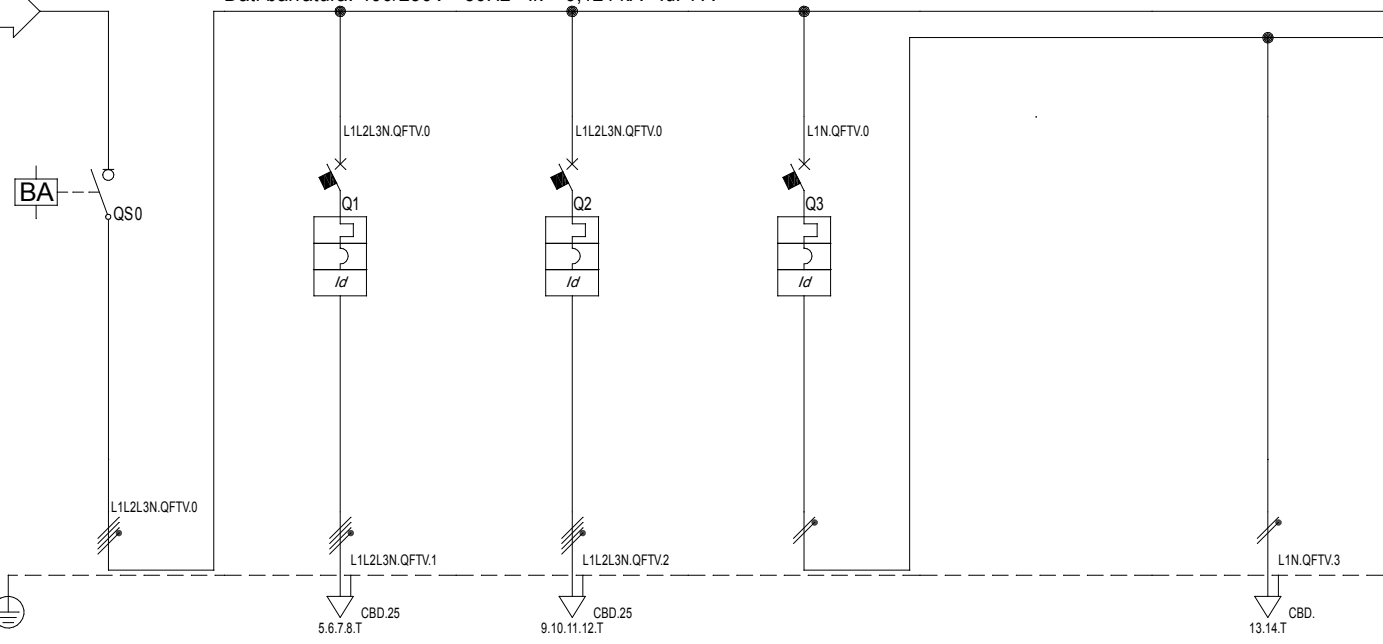 L1L2L3N.QFTV.0
L1L2L3N.QFTV.0
L1N.QFTV.0
BA
QS0
Q1
Q2
Q3
Id
Id
Id
L1L2L3N.QFTV.0
L1L2L3N.QFTV.1
L1L2L3N.QFTV.2
L1N.QFTV.3
CBD.25
CBD.25
CBD.
5.6.7.8.T
9.10.11.12.T
13.14.T